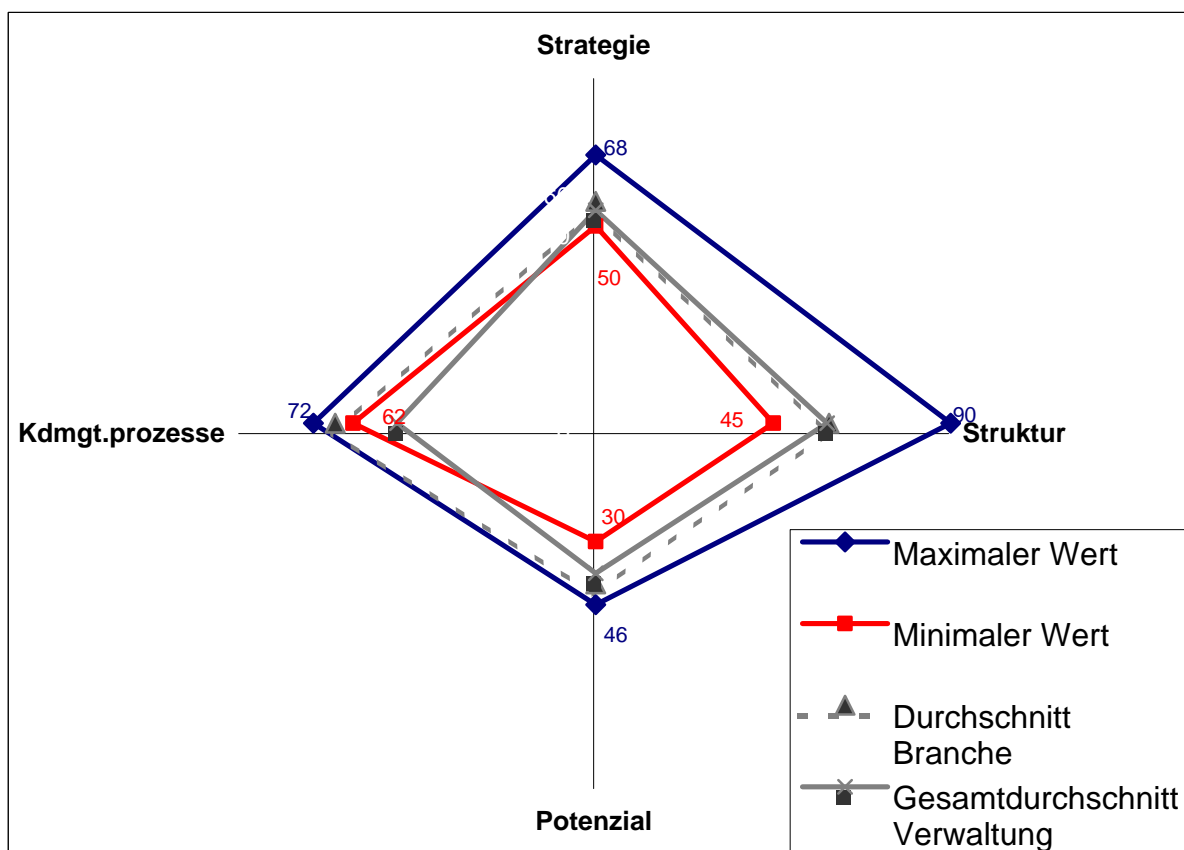 Strategie
68
50
72
62
45
90
Kdmgt.prozesse
Struktur
30
46
Potenzial
Maximaler Wert
Minimaler Wert
Durchschnitt
Branche
Gesamtdurchschnitt
Verwaltung